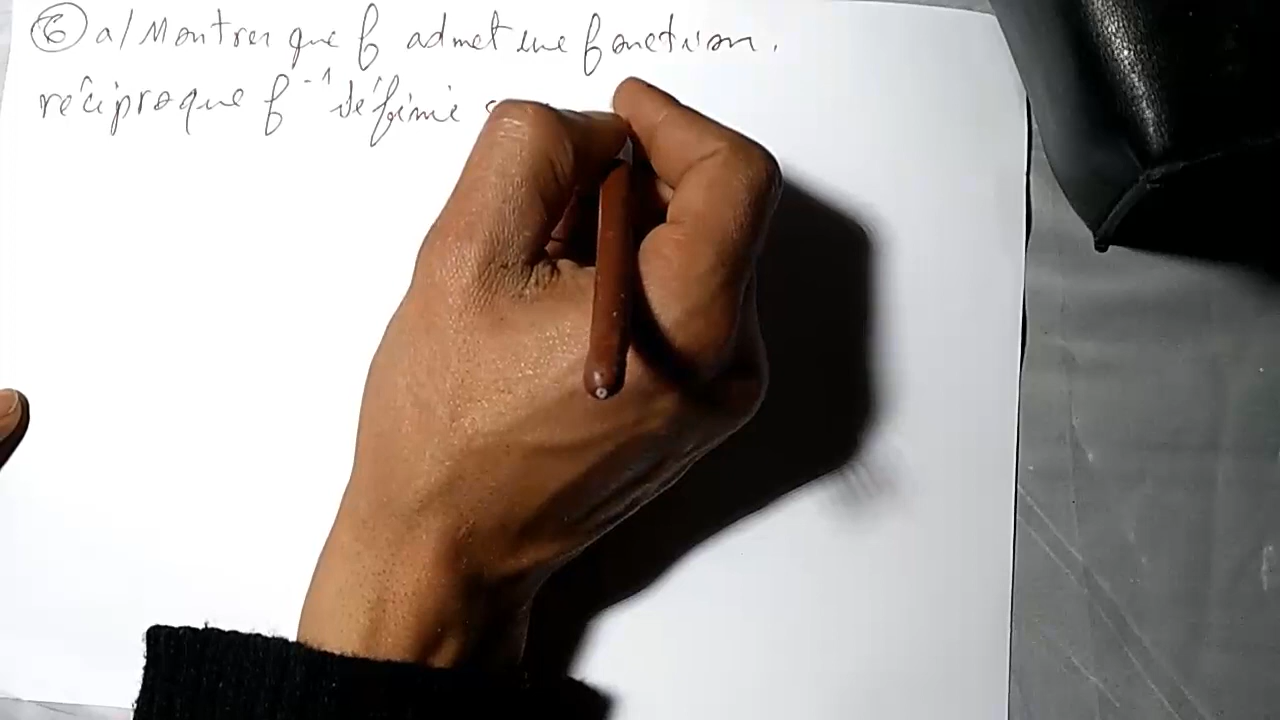 ⑥ a/ Montrer que f admet une fonction.
réciproque f⁻¹ définie